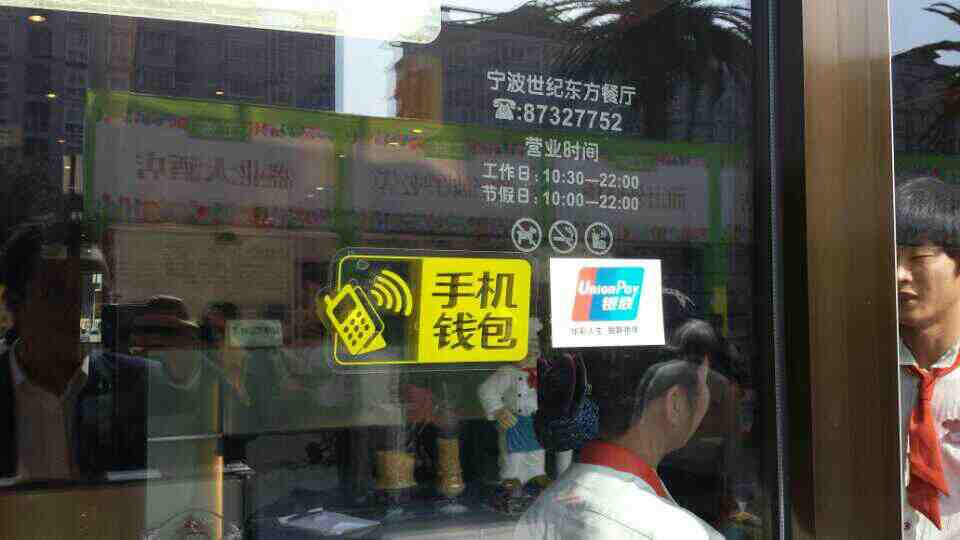 宁波世纪东方餐厅
☎:87327752
营业时间
工作日:10:30—22:00
节假日:10:00—22:00
手机
钱包
UnionPay
银联